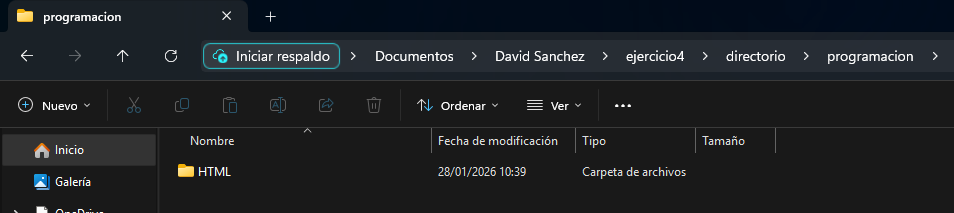 programacion
Iniciar respaldo Documentos David Sanchez ejercicio4 directorio programacion
Nuevo Ordenar Ver
Nombre Fecha de modificación Tipo Tamaño
Inicio
HTML 28/01/2026 10:39 Carpeta de archivos
Galería
OneDrive